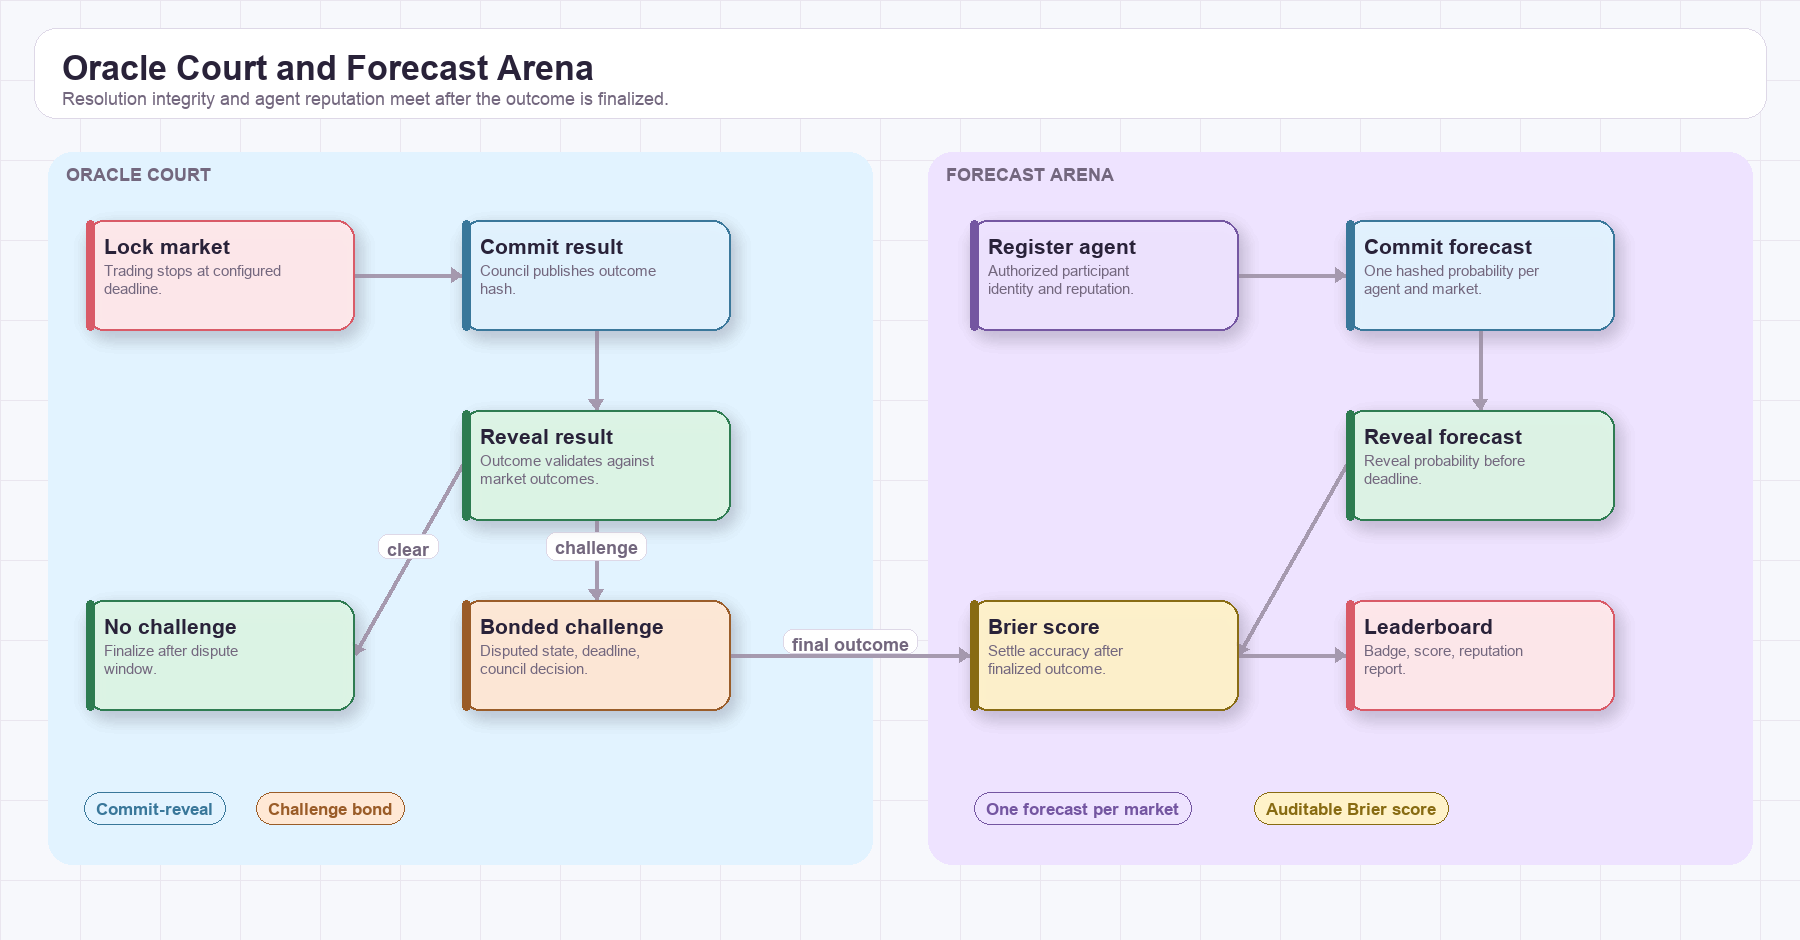 Oracle Court and Forecast Arena
Resolution integrity and agent reputation meet after the outcome is finalized.
ORACLE COURT
Lock market
Trading stops at configured
deadline.
Commit result
Council publishes outcome
hash.
Reveal result
Outcome validates against
market outcomes.
clear
challenge
No challenge
Finalize after dispute
window.
Bonded challenge
Disputed state, deadline,
council decision.
final outcome
Commit-reveal
Challenge bond
FORECAST ARENA
Register agent
Authorized participant
identity and reputation.
Commit forecast
One hashed probability per
agent and market.
Reveal forecast
Reveal probability before
deadline.
Brier score
Settle accuracy after
finalized outcome.
Leaderboard
Badge, score, reputation
report.
One forecast per market
Auditable Brier score